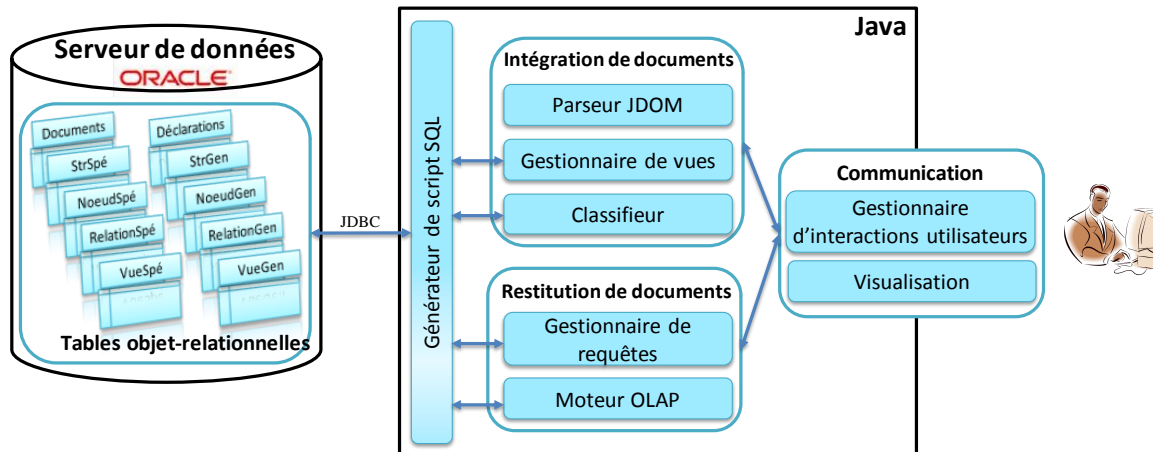 Serveur de données
ORACLE
Documents
StrSpé
NoeudSpé
RelationSpé
VueSpé
Déclarations
StrGen
NoeudGen
RelationGen
VueGen
Tables objet-relationnelles
JDBC
Java
Générateur de script SQL
Intégration de documents
Parseur JDOM
Gestionnaire de vues
Classifieur
Restitution de documents
Gestionnaire de
requêtes
Moteur OLAP
Communication
Gestionnaire
d'interactions utilisateurs
Visualisation